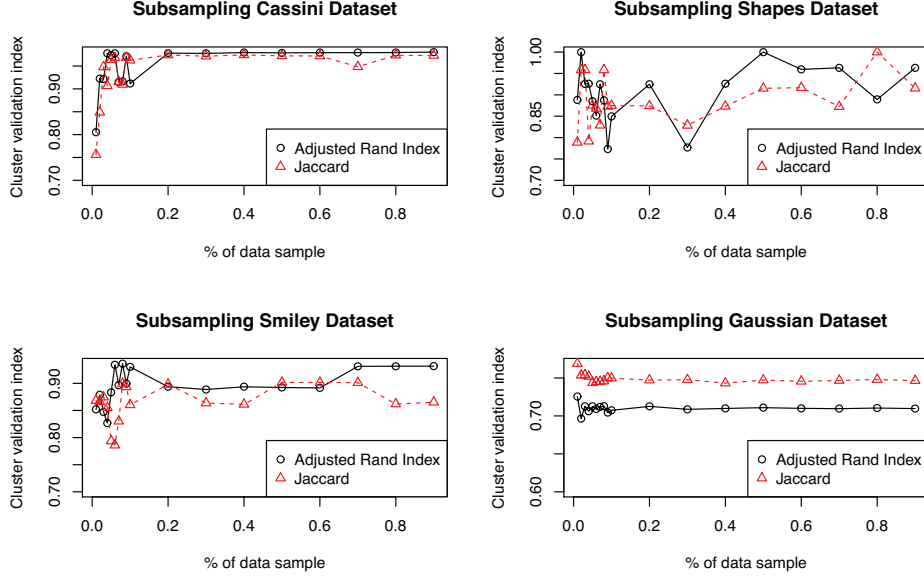 Subsampling Cassini Dataset
Cluster validation index
0.70 0.80 0.90
Adjusted Rand Index
Jaccard
0.0 0.2 0.4 0.6 0.8
% of data sample
Subsampling Shapes Dataset
Cluster validation index
0.70 0.85 1.00
Adjusted Rand Index
Jaccard
0.0 0.2 0.4 0.6 0.8
% of data sample
Subsampling Smiley Dataset
Cluster validation index
0.70 0.80 0.90
Adjusted Rand Index
Jaccard
0.0 0.2 0.4 0.6 0.8
% of data sample
Subsampling Gaussian Dataset
Cluster validation index
0.60 0.70
Adjusted Rand Index
Jaccard
0.0 0.2 0.4 0.6 0.8
% of data sample